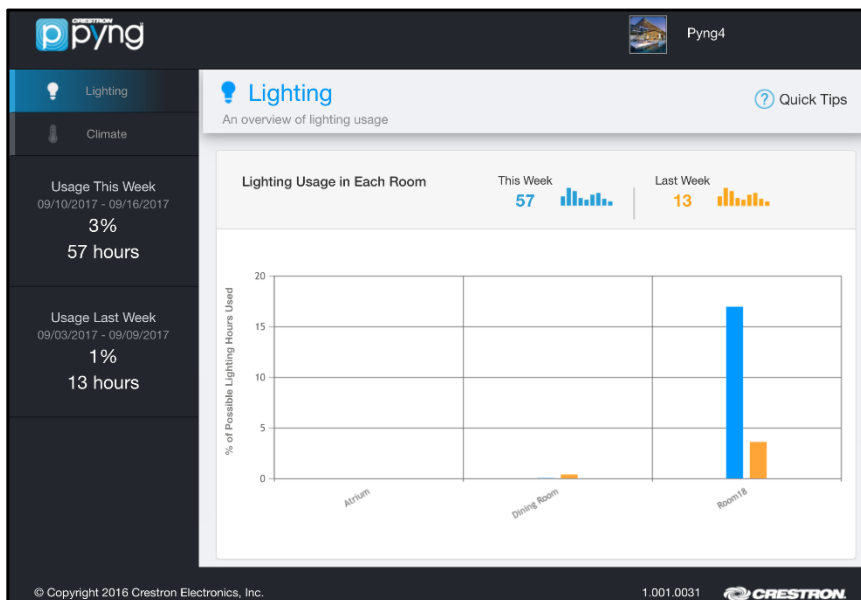 CRESTRON
pyng
Pyng4
Lighting
Climate
Usage This Week
09/10/2017 - 09/16/2017
3%
57 hours
Usage Last Week
09/03/2017 - 09/09/2017
1%
13 hours
Lighting
An overview of lighting usage
? Quick Tips
Lighting Usage in Each Room
This Week
57
Last Week
13
% of Possible Lighting Hours Used
20
15
10
5
0
Atrium
Dining Room
Room18
© Copyright 2016 Crestron Electronics, Inc.
1.001.0031
CRESTRON.